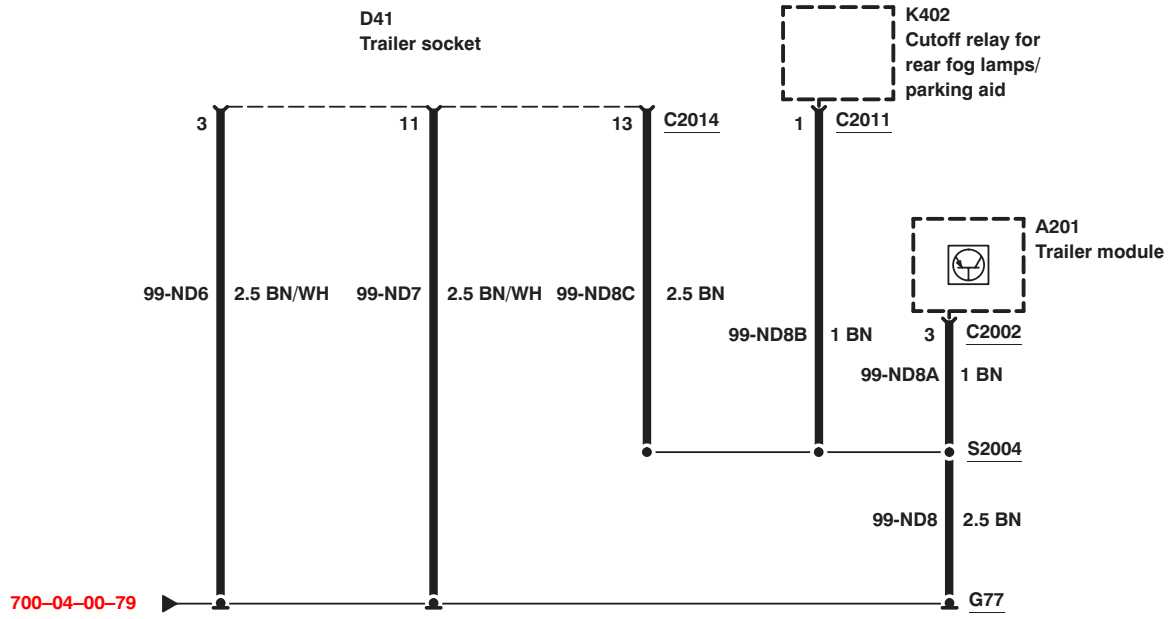 D41
Trailer socket
K402
Cutoff relay for
rear fog lamps/
parking aid
3
11
13
C2014
1
C2011
A201
Trailer module
99-ND6
2.5 BN/WH
99-ND7
2.5 BN/WH
99-ND8C
2.5 BN
99-ND8B
1 BN
3
C2002
99-ND8A
1 BN
S2004
99-ND8
2.5 BN
700–04–00–79
G77